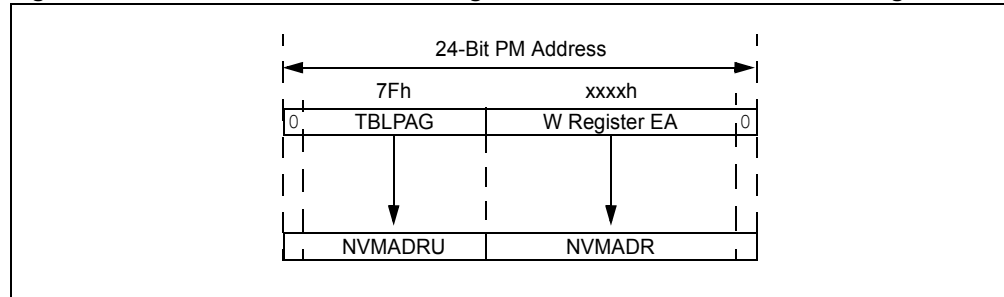 24-Bit PM Address
7Fh xxxxh
0 TBLPAG W Register EA 0
NVMADRU NVMADR